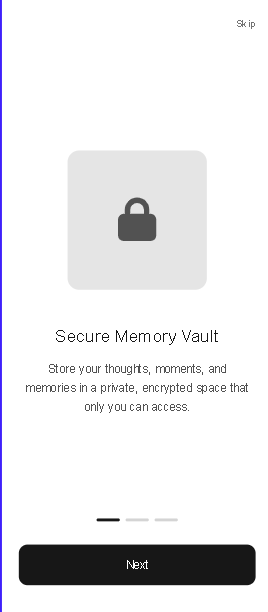 Skip
Secure Memory Vault
Store your thoughts, moments, and
memories in a private, encrypted space that
only you can access.
Next